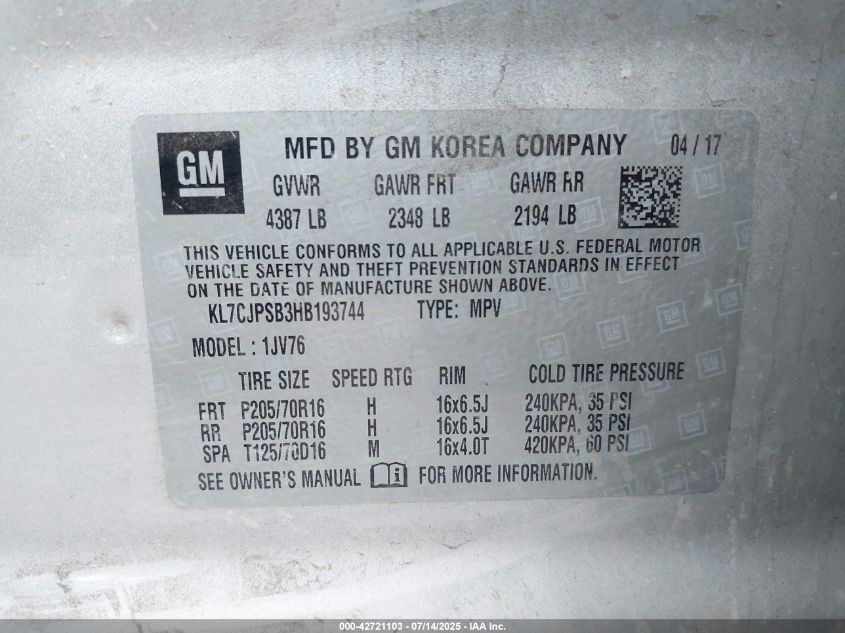 GM MFD BY GM KOREA COMPANY 04 / 17
GVWR GAWR FRT GAWR RR
4387 LB 2348 LB 2194 LB
THIS VEHICLE CONFORMS TO ALL APPLICABLE U.S. FEDERAL MOTOR
VEHICLE SAFETY AND THEFT PREVENTION STANDARDS IN EFFECT
ON THE DATE OF MANUFACTURE SHOWN ABOVE.
KL7CJPSB3HB193744 TYPE: MPV
MODEL : 1JV76
TIRE SIZE SPEED RTG RIM COLD TIRE PRESSURE
FRT P205/70R16 H 16x6.5J 240KPA, 35 PSI
RR P205/70R16 H 16x6.5J 240KPA, 35 PSI
SPA T125/70D16 M 16x4.0T 420KPA, 60 PSI
SEE OWNER'S MANUAL i FOR MORE INFORMATION.
000-42721103 - 07/14/2025 - IAA Inc.